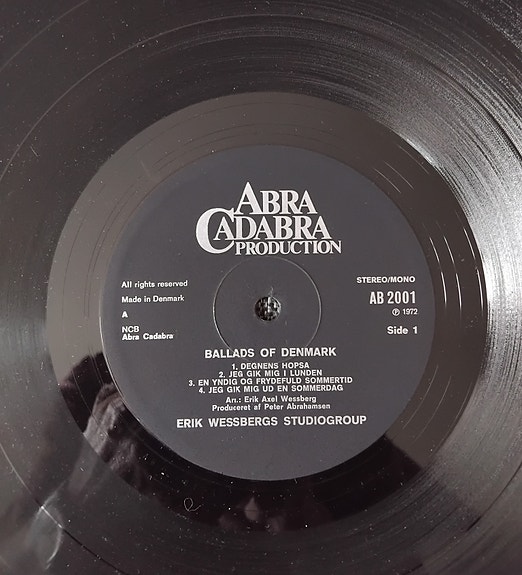 ABRA
CADABRA
PRODUCTION
All rights reserved
Made in Denmark
A
NCB
Abra Cadabra
STEREO/MONO
AB 2001
Ⓟ 1972
Side 1
BALLADS OF DENMARK
1. DEGNENS HOPSA
2. JEG GIK MIG I LUNDEN
3. EN YNDIG OG FRYDEFULD SOMMERTID
4. JEG GIK MIG UD EN SOMMERDAG
Arr.: Erik Axel Wessberg
Produceret af Peter Abrahamsen
ERIK WESSBERGS STUDIOGROUP